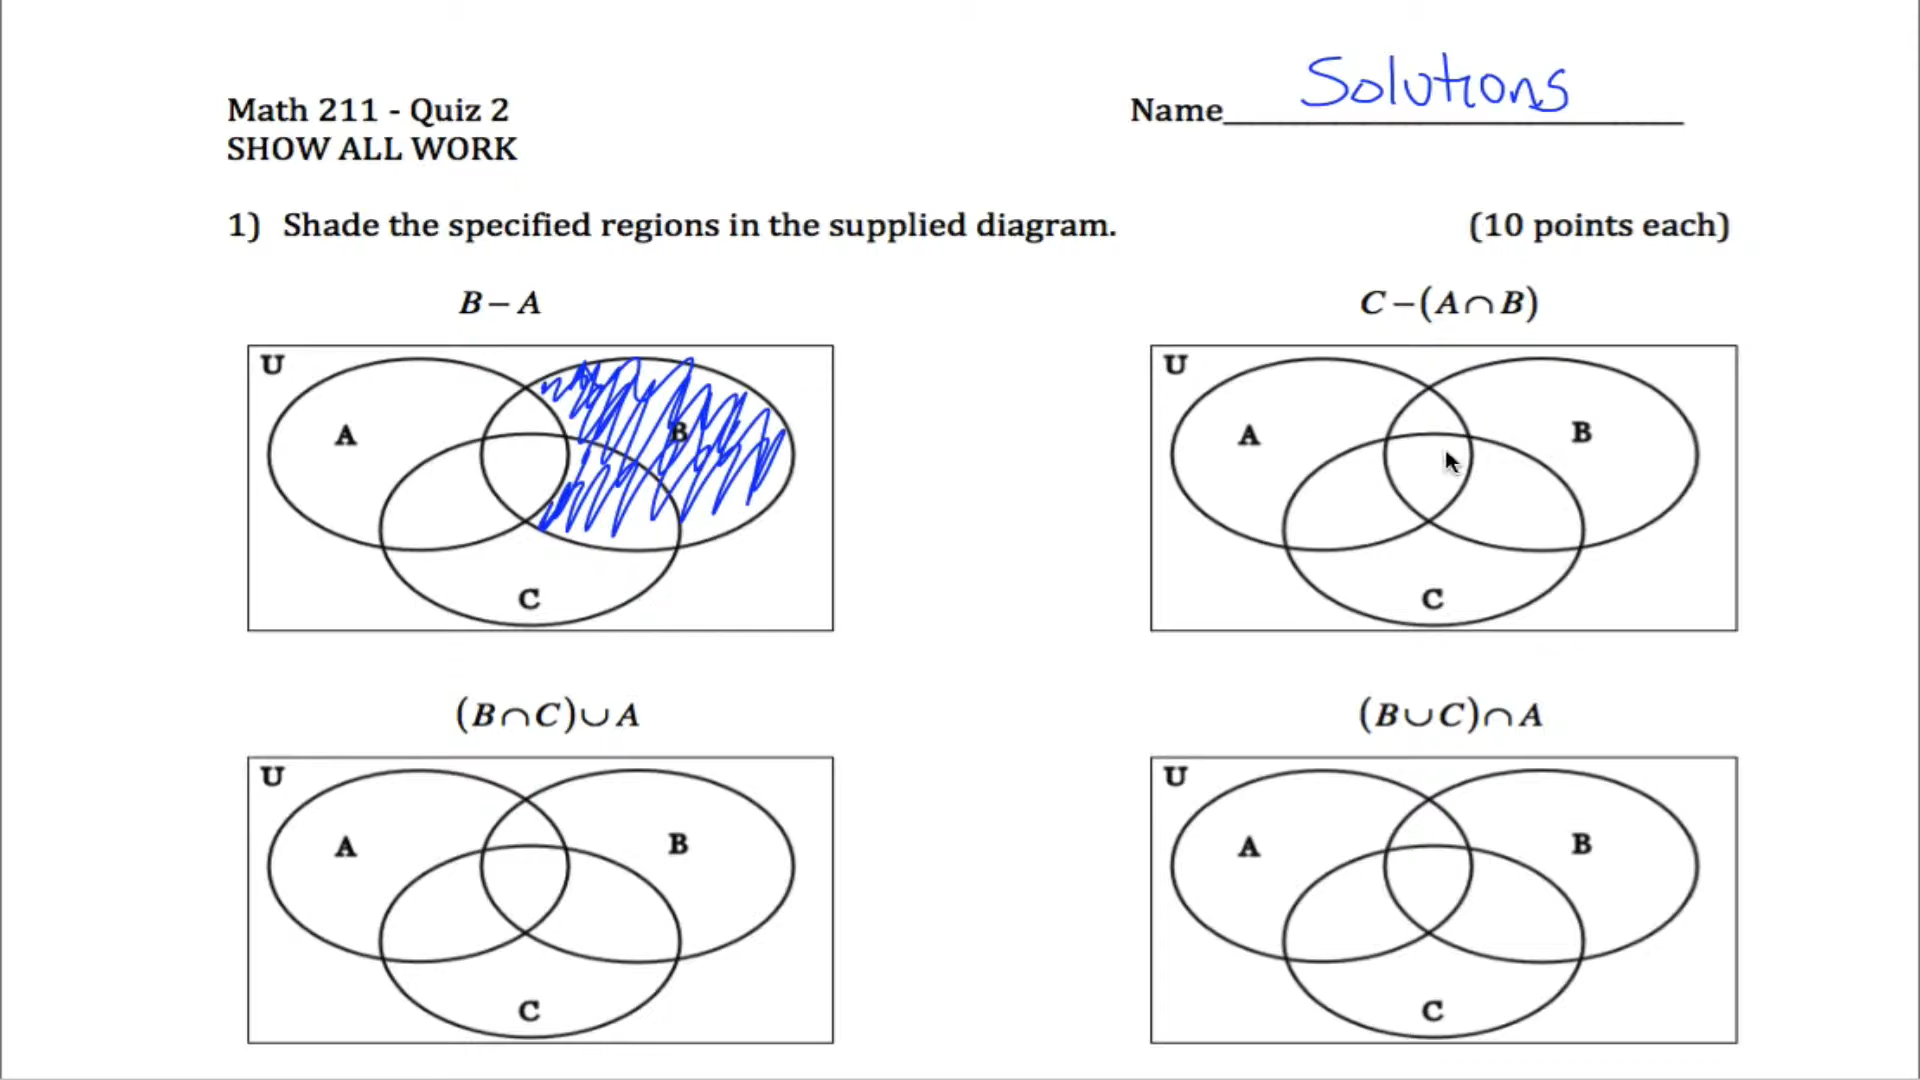 Math 211 - Quiz 2
SHOW ALL WORK
Name Solutions
1) Shade the specified regions in the supplied diagram. (10 points each)
B – A
U
A
B
C
C – (A∩B)
U
A
B
C
(B∩C)∪A
U
A
B
C
(B∪C)∩A
U
A
B
C